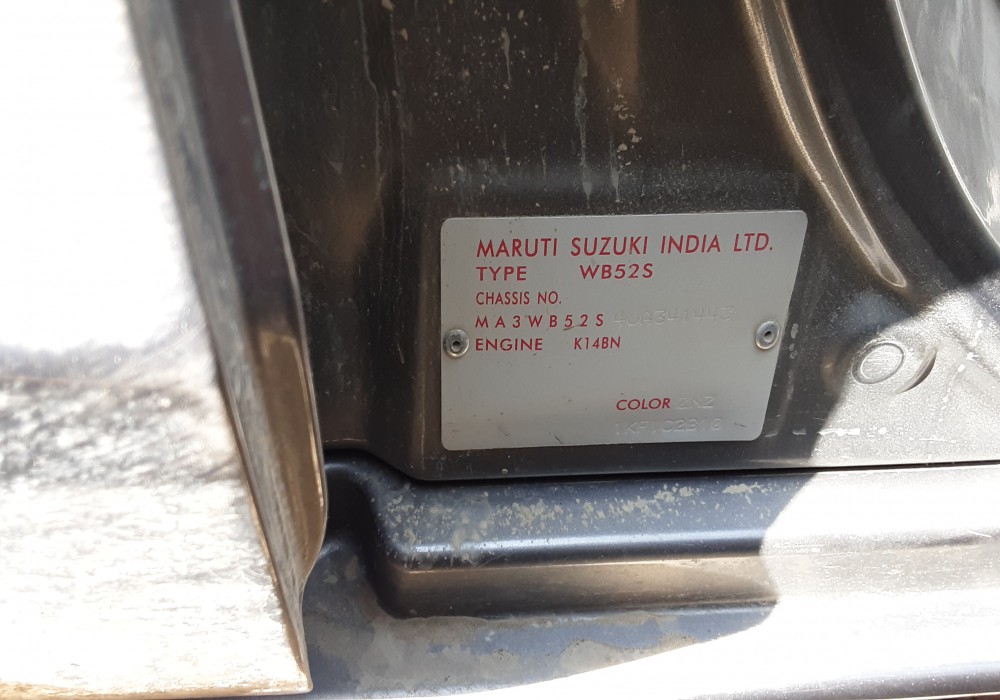 MARUTI SUZUKI INDIA LTD.
TYPE WB52S
CHASSIS NO.
MA3WB52S
ENGINE K14BN
COLOR